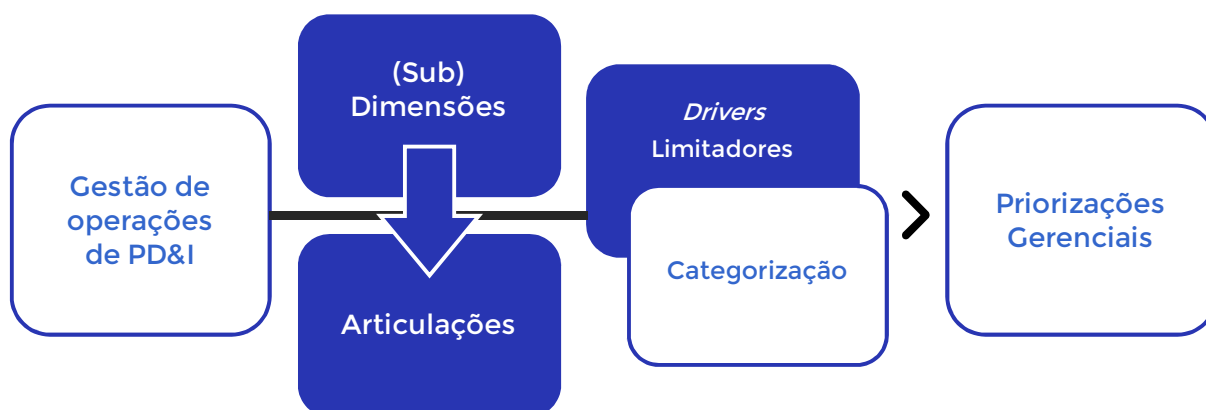 Gestão de
operações
de PD&I
(Sub)
Dimensões
Articulações
Drivers
Limitadores
Categorização
Priorizações
Gerenciais